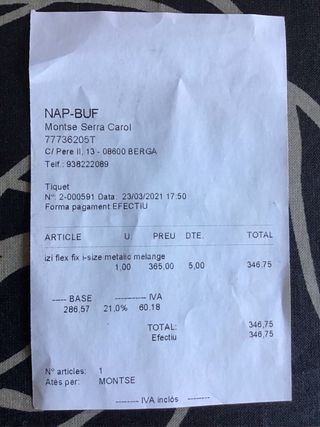 NAP-BUF
Montse Serra Carol
77736205T
C/ Pere II, 13 - 08600 BERGA
Telf.: 938222089
Tiquet
Nº: 2-000591 Data: 23/03/2021 17:50
Forma pagament:EFECTIU
ARTICLE U. PREU DTE. TOTAL
izi flex fix i-size metalic melange
1,00 365,00 5,00 346,75
----- BASE ----------- IVA
286,57 21,0% 60,18
TOTAL: 346,75
Efectiu 346,75
Nº articles: 1
Atès per: MONTSE
-------- IVA inclòs --------